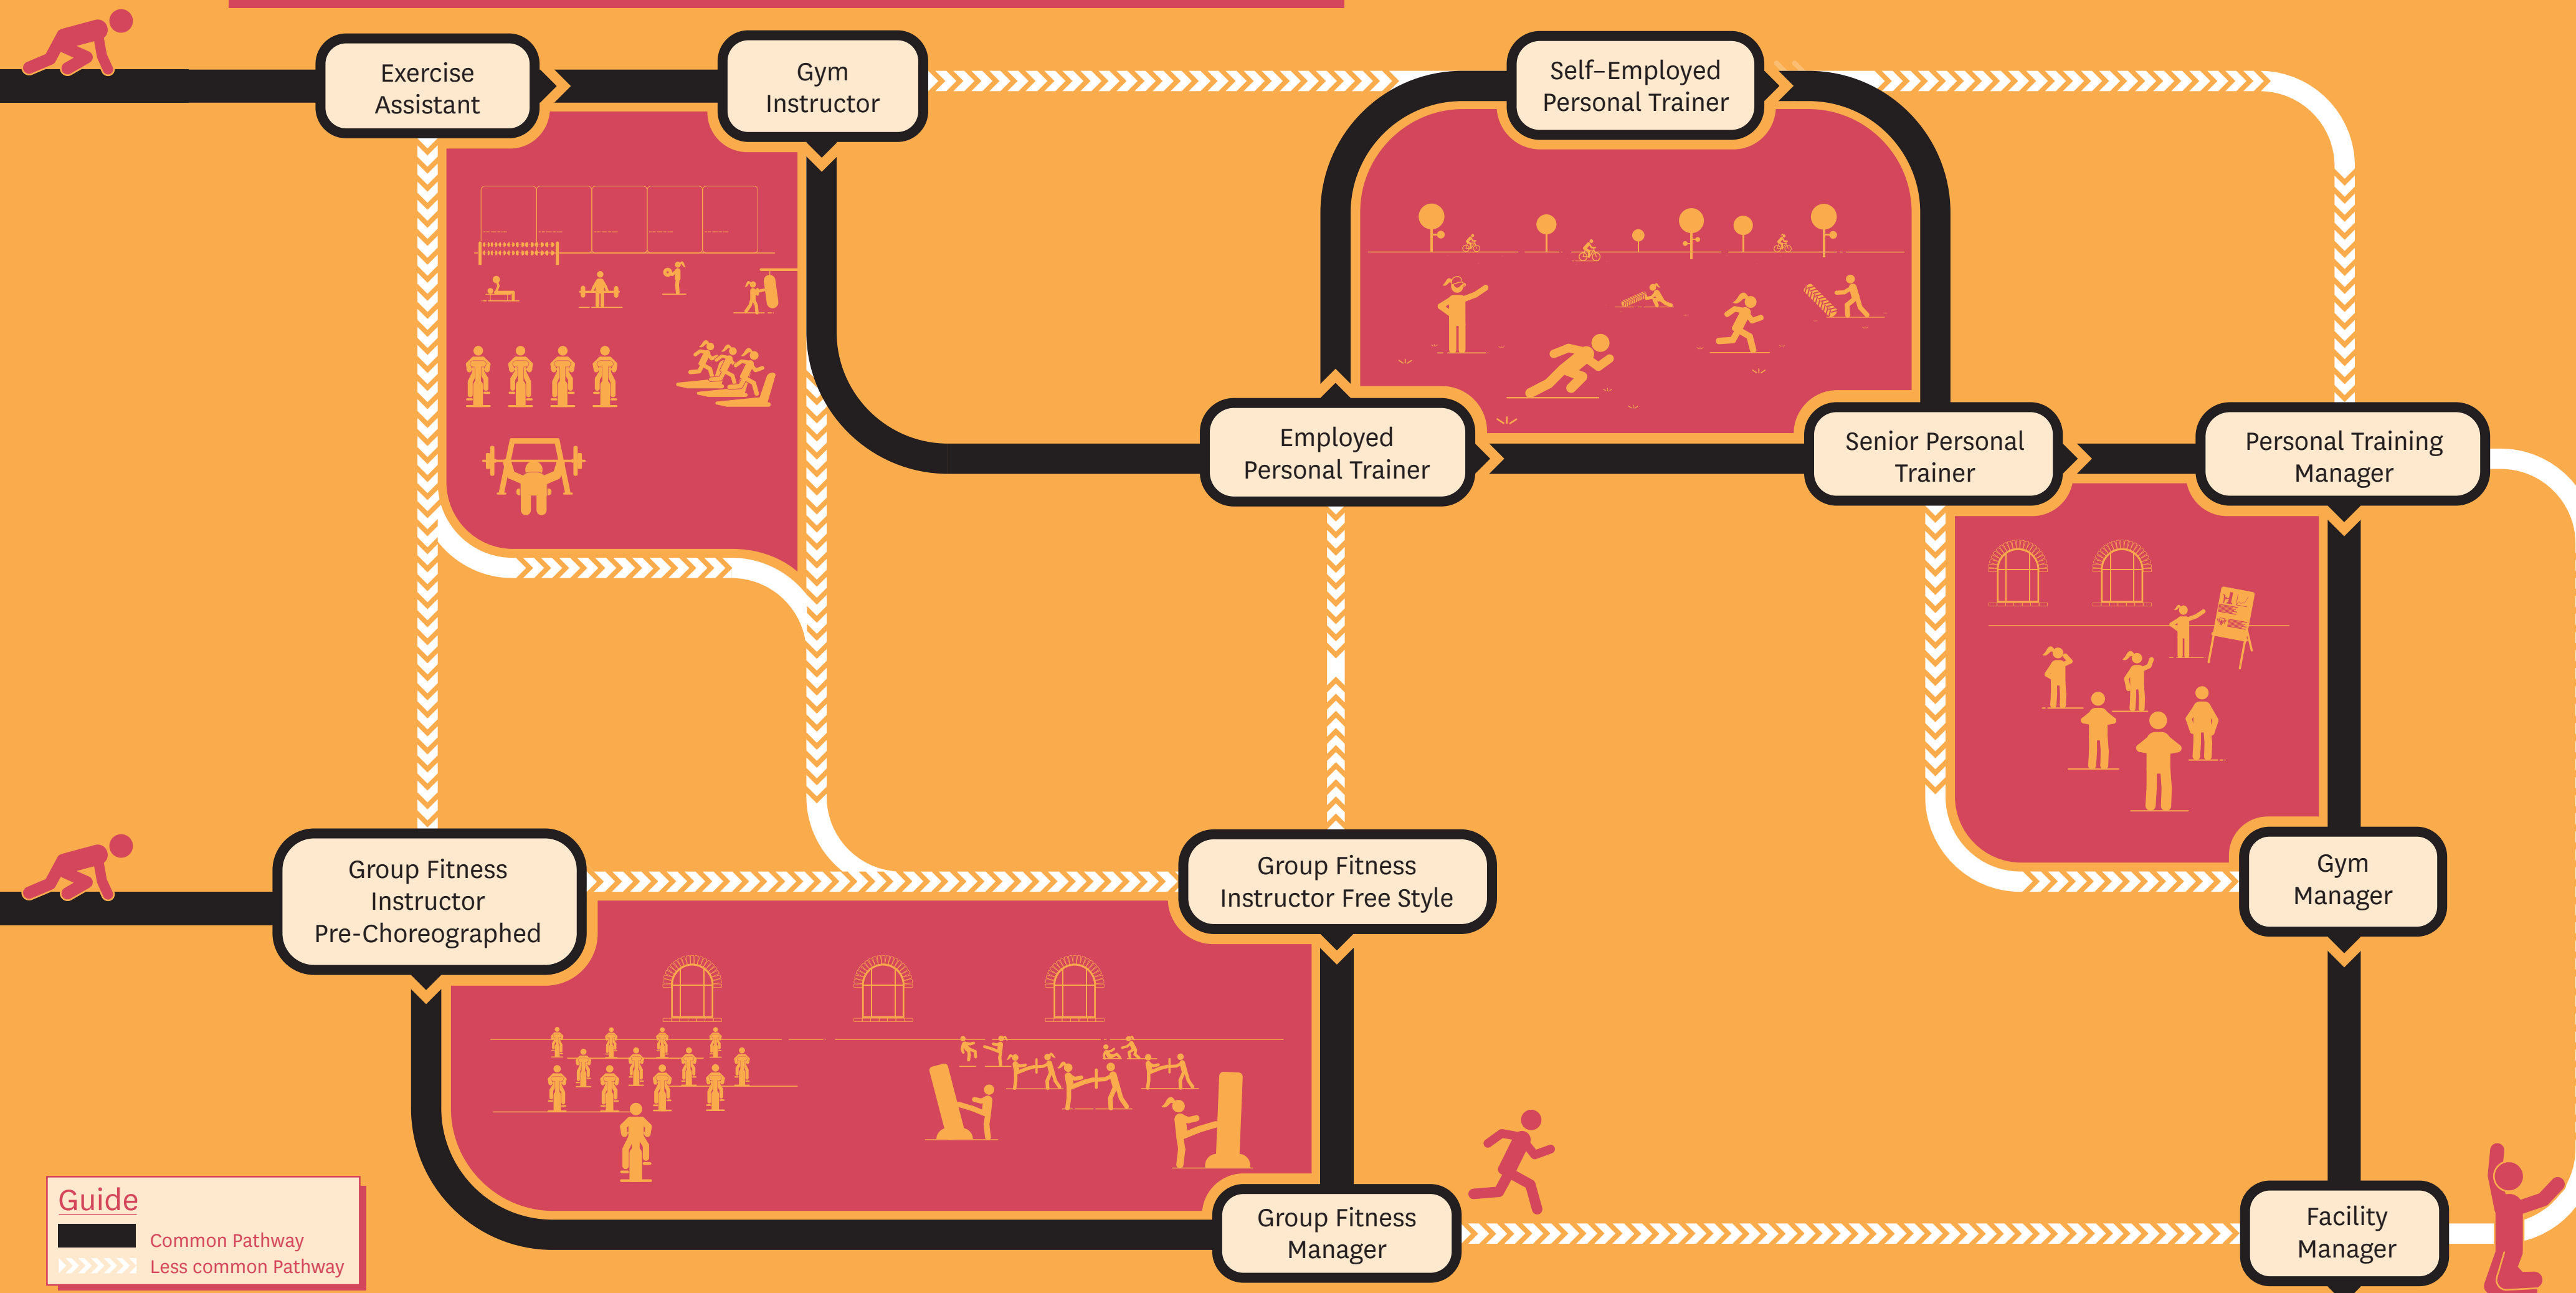 Exercise
Assistant
Gym
Instructor
Self-Employed
Personal Trainer
Employed
Personal Trainer
Senior Personal
Trainer
Personal Training
Manager
Group Fitness
Instructor
Pre-Choreographed
Group Fitness
Instructor Free Style
Gym
Manager
Group Fitness
Manager
Facility
Manager
Guide
Common Pathway
Less common Pathway